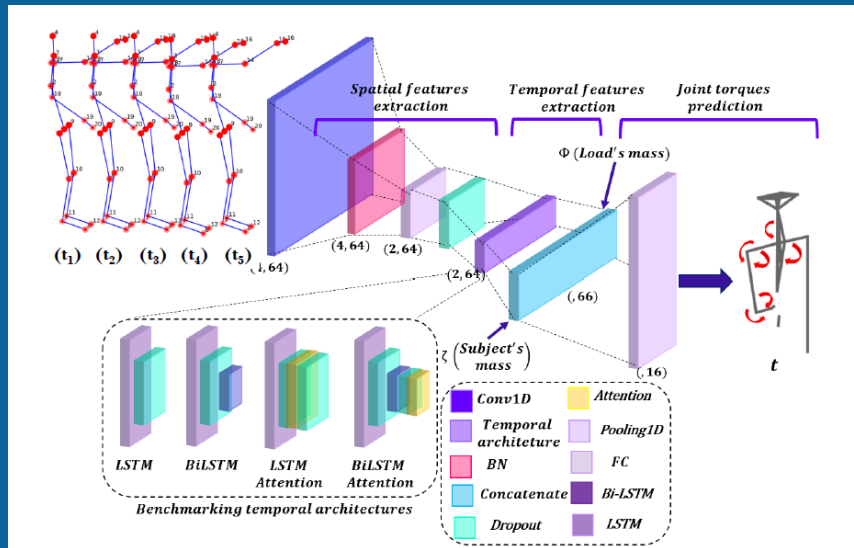 Spatial features
extraction
Temporal features
extraction
Joint torques
prediction
Φ (Load's mass)
(t₁) (t₂) (t₃) (t₄) (t₅)
(4, 64)
(2, 64)
(2, 64)
(, 66)
(, 16)
t
ζ (Subject's
mass)
LSTM
BiLSTM
LSTM
Attention
BiLSTM
Attention
Benchmarking temporal architectures
Conv1D
Temporal
architeture
BN
Concatenate
Dropout
Attention
Pooling1D
FC
Bi-LSTM
LSTM